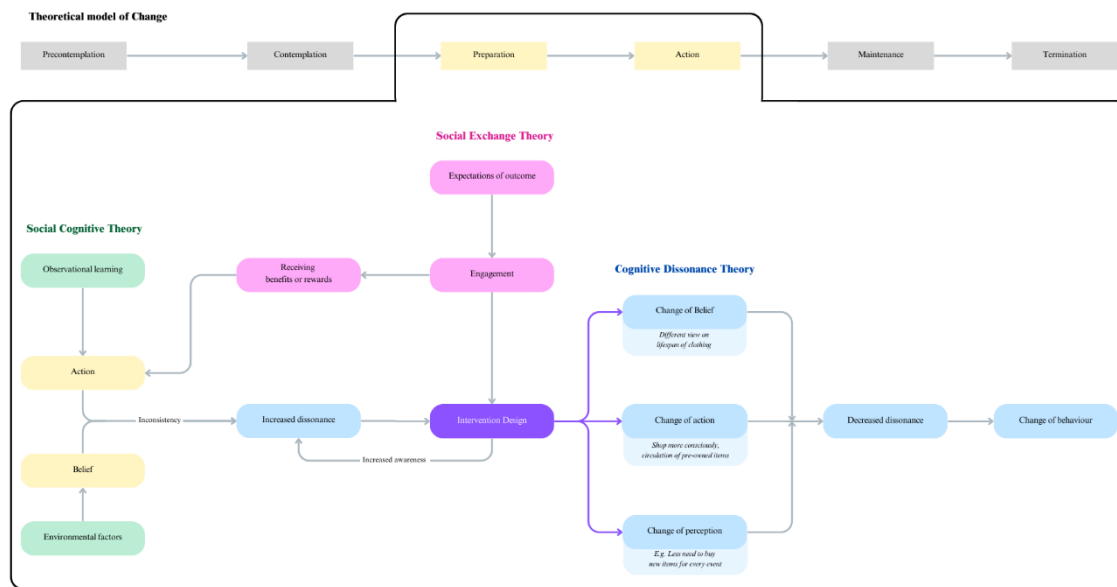 Theoretical model of Change
Precontemplation
Contemplation
Preparation
Action
Maintenance
Termination
Social Exchange Theory
Expectations of outcome
Social Cognitive Theory
Observational learning
Receiving
benefits or rewards
Engagement
Cognitive Dissonance Theory
Change of Belief
Different view on
lifespan of clothing
Action
Inconsistency
Increased dissonance
Intervention Design
Change of action
Shop more consciously,
circulation of pre-owned items
Decreased dissonance
Change of behaviour
Increased awareness
Belief
Environmental factors
Change of perception
E.g. Less need to buy
new items for every event